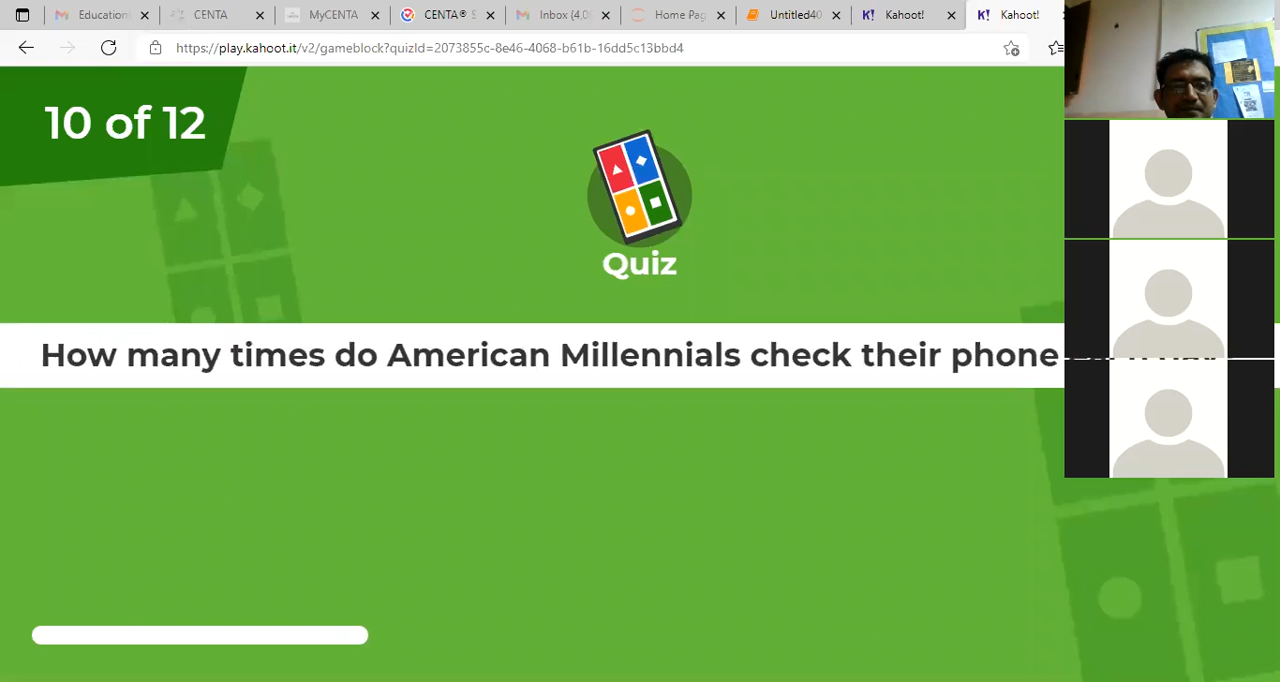 Education
CENTA
MyCENTA
CENTA® S
Inbox (4,0
Home Pag
Untitled40
Kahoot!
Kahoot!
https://play.kahoot.it/v2/gameblock?quizId=2073855c-8e46-4068-b61b-16dd5c13bbd4
10 of 12
Quiz
How many times do American Millennials check their phone